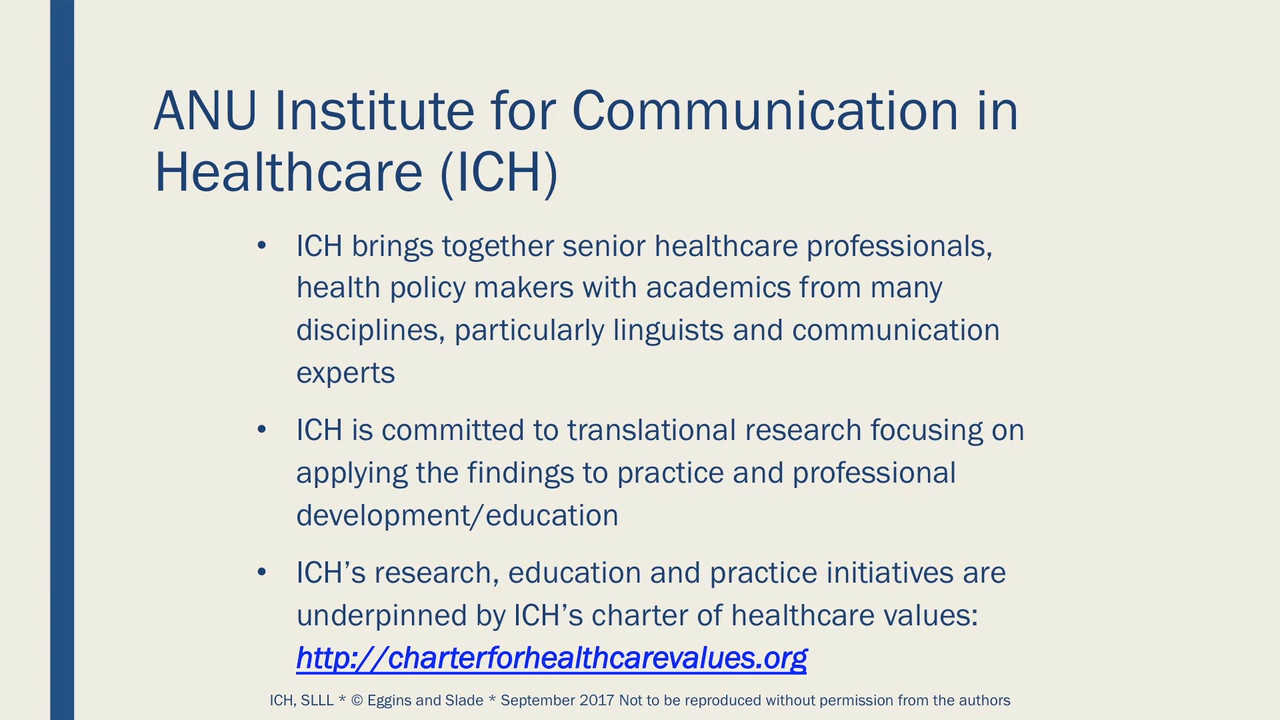 ANU Institute for Communication in
Healthcare (ICH)
• ICH brings together senior healthcare professionals,
health policy makers with academics from many
disciplines, particularly linguists and communication
experts
• ICH is committed to translational research focusing on
applying the findings to practice and professional
development/education
• ICH’s research, education and practice initiatives are
underpinned by ICH’s charter of healthcare values:
http://charterforhealthcarevalues.org
ICH, SLLL * © Eggins and Slade * September 2017 Not to be reproduced without permission from the authors